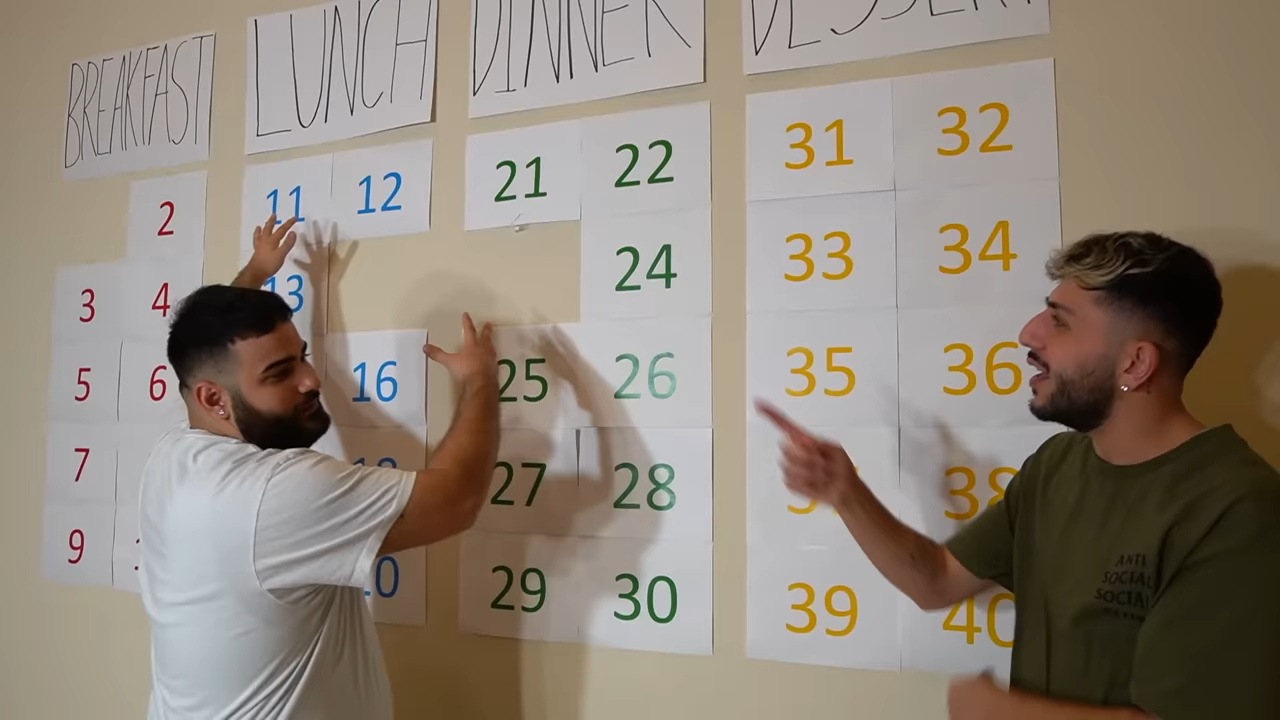 BREAKFAST
LUNCH
DINNER
DESSERT
2
3 4
5 6
7
9
11 12
13
16
21 22
24
25 26
27 28
29 30
31 32
33 34
35 36
38
39 40
ANTI
SOCIAL
SOCIAL